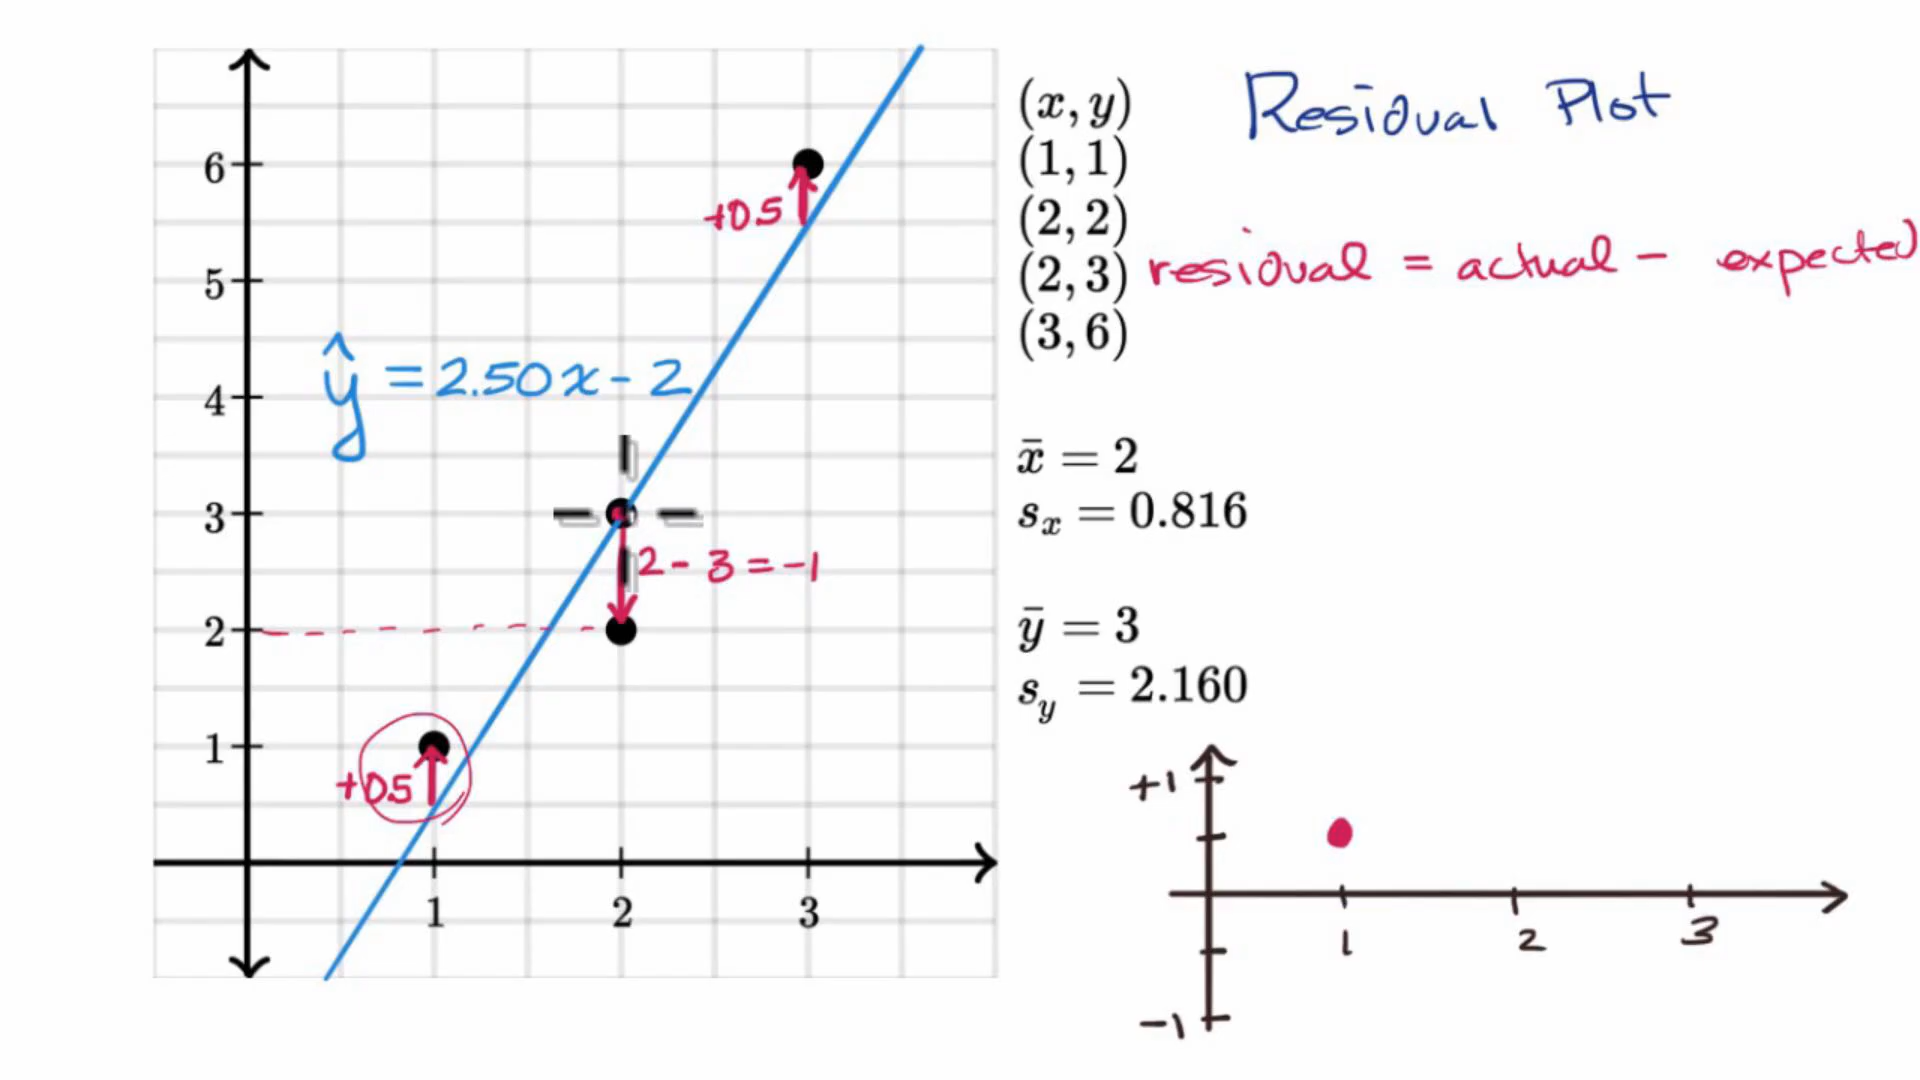 (x, y)
(1, 1)
(2, 2)
(2, 3)
(3, 6)
Residual Plot
residual = actual - expected
6
5
4
3
2
1
1 2 3
+0.5
ŷ = 2.50x - 2
2 - 3 = -1
+0.5
x̄ = 2
sₓ = 0.816
ȳ = 3
s_y = 2.160
+1
-1
1 2 3